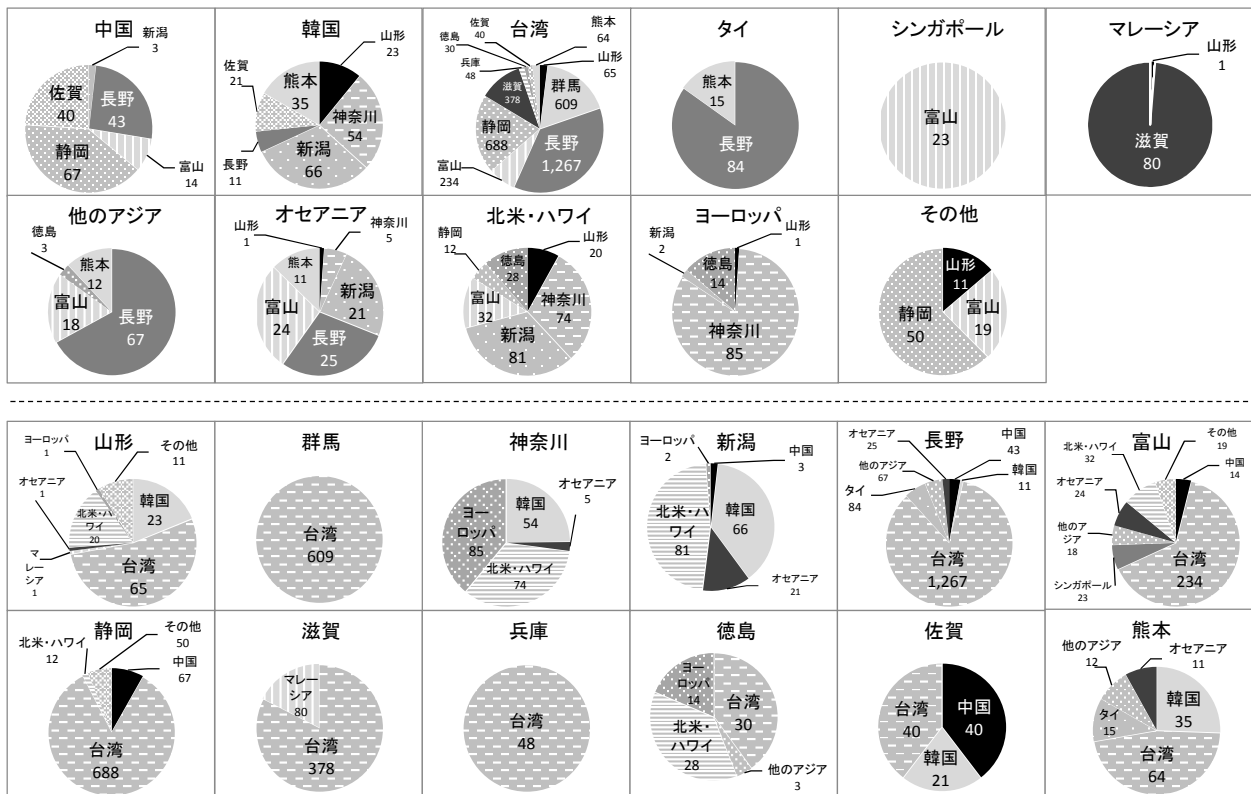 中国
新潟
3
長野
43
富山
14
静岡
67
佐賀
40
韓国
山形
23
神奈川
54
新潟
66
長野
11
佐賀
21
熊本
35
台湾
熊本
64
山形
65
群馬
609
長野
1,267
富山
234
静岡
688
滋賀
378
兵庫
48
徳島
30
佐賀
40
タイ
熊本
15
長野
84
シンガポール
富山
23
マレーシア
山形
1
滋賀
80
他のアジア
徳島
3
熊本
12
富山
18
長野
67
オセアニア
山形
1
神奈川
5
新潟
21
長野
25
富山
24
熊本
11
北米・ハワイ
山形
20
神奈川
74
新潟
81
富山
32
静岡
12
徳島
28
ヨーロッパ
山形
1
神奈川
85
新潟
2
徳島
14
その他
山形
11
富山
19
静岡
50
山形
ヨーロッパ
1
その他
11
オセアニア
1
韓国
23
北米・ハ
ワイ
20
マ
レーシ
ア
1
台湾
65
群馬
台湾
609
神奈川
韓国
54
オセアニア
5
北米・ハワイ
74
ヨー
ロッパ
85
新潟
ヨーロッパ
2
中国
3
韓国
66
オセアニア
21
北米・ハ
ワイ
81
長野
オセアニア
25
中国
43
韓国
11
他のアジア
67
タイ
84
台湾
1,267
富山
北米・ハワイ
32
その他
19
中国
14
オセアニア
24
他のア
ジア
18
シンガポール
23
台湾
234
静岡
北米・ハワイ
12
その他
50
中国
67
台湾
688
滋賀
マレー
シア
80
台湾
378
兵庫
台湾
48
徳島
ヨー
ロッパ
14
台湾
30
北米・
ハワイ
28
他のアジア
3
佐賀
台湾
40
中国
40
韓国
21
熊本
他のアジア
12
オセアニア
11
韓国
35
タイ
15
台湾
64